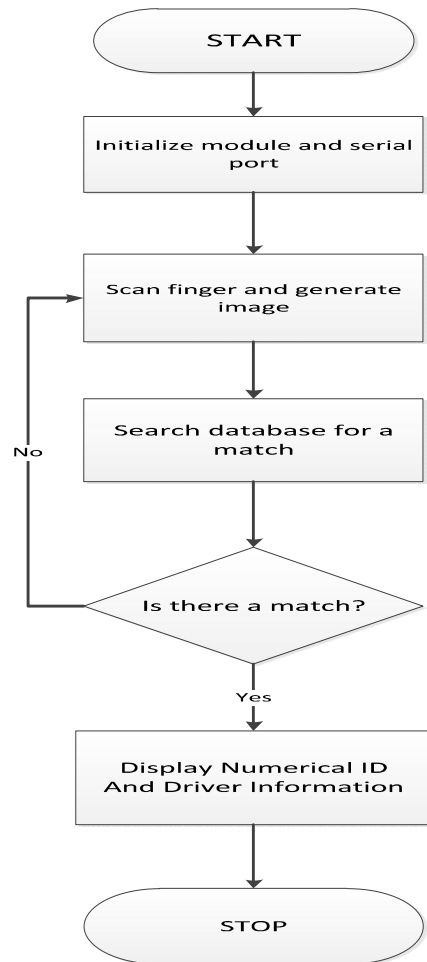 START
Initialize module and serial
port
Scan finger and generate
image
Search database for a
match
No
Is there a match?
Yes
Display Numerical ID
And Driver Information
STOP